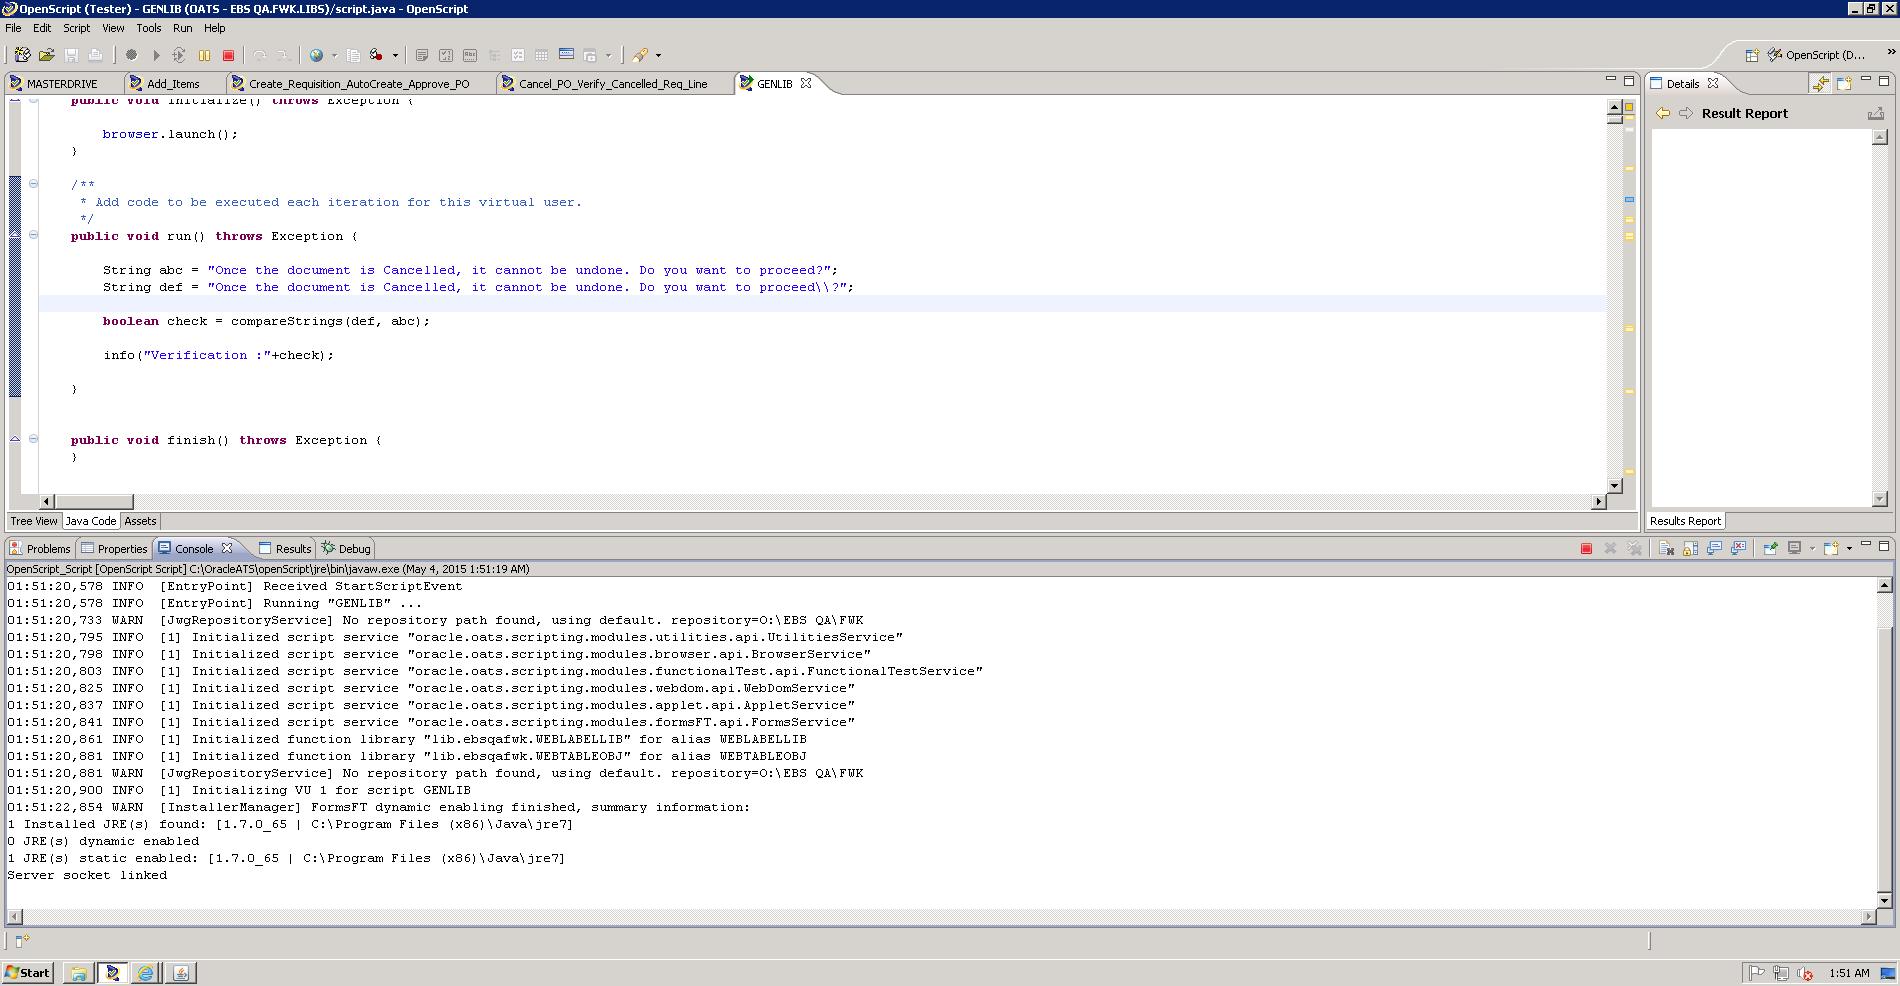 OpenScript (Tester) - GENLIB (OATS - EBS QA.FWK.LIBS)/script.java - OpenScript
File Edit Script View Tools Run Help
OpenScript (D...
MASTERDRIVE Add_Items Create_Requisition_AutoCreate_Approve_PO Cancel_PO_Verify_Cancelled_Req_Line GENLIB
Details
Result Report
public void initialize() throws Exception {
browser.launch();
}
/**
* Add code to be executed each iteration for this virtual user.
*/
public void run() throws Exception {
String abc = "Once the document is Cancelled, it cannot be undone. Do you want to proceed?";
String def = "Once the document is Cancelled, it cannot be undone. Do you want to proceed\\?";
boolean check = compareStrings(def, abc);
info("Verification :"+check);
}
public void finish() throws Exception {
}
Tree View Java Code Assets
Results Report
Problems Properties Console Results Debug
OpenScript_Script [OpenScript Script] C:\OracleATS\openScript\jre\bin\javaw.exe (May 4, 2015 1:51:19 AM)
01:51:20,578 INFO [EntryPoint] Received StartScriptEvent
01:51:20,578 INFO [EntryPoint] Running "GENLIB" ...
01:51:20,733 WARN [JwgRepositoryService] No repository path found, using default. repository=O:\EBS QA\FWK
01:51:20,795 INFO [1] Initialized script service "oracle.oats.scripting.modules.utilities.api.UtilitiesService"
01:51:20,798 INFO [1] Initialized script service "oracle.oats.scripting.modules.browser.api.BrowserService"
01:51:20,803 INFO [1] Initialized script service "oracle.oats.scripting.modules.functionalTest.api.FunctionalTestService"
01:51:20,825 INFO [1] Initialized script service "oracle.oats.scripting.modules.webdom.api.WebDomService"
01:51:20,837 INFO [1] Initialized script service "oracle.oats.scripting.modules.applet.api.AppletService"
01:51:20,841 INFO [1] Initialized script service "oracle.oats.scripting.modules.formsFT.api.FormsService"
01:51:20,861 INFO [1] Initialized function library "lib.ebsqafwk.WEBLABELLIB" for alias WEBLABELLIB
01:51:20,881 INFO [1] Initialized function library "lib.ebsqafwk.WEBTABLEOBJ" for alias WEBTABLEOBJ
01:51:20,881 WARN [JwgRepositoryService] No repository path found, using default. repository=O:\EBS QA\FWK
01:51:20,900 INFO [1] Initializing VU 1 for script GENLIB
01:51:22,854 WARN [InstallerManager] FormsFT dynamic enabling finished, summary information:
1 Installed JRE(s) found: [1.7.0_65 | C:\Program Files (x86)\Java\jre7]
0 JRE(s) dynamic enabled
1 JRE(s) static enabled: [1.7.0_65 | C:\Program Files (x86)\Java\jre7]
Server socket linked
Start
1:51 AM